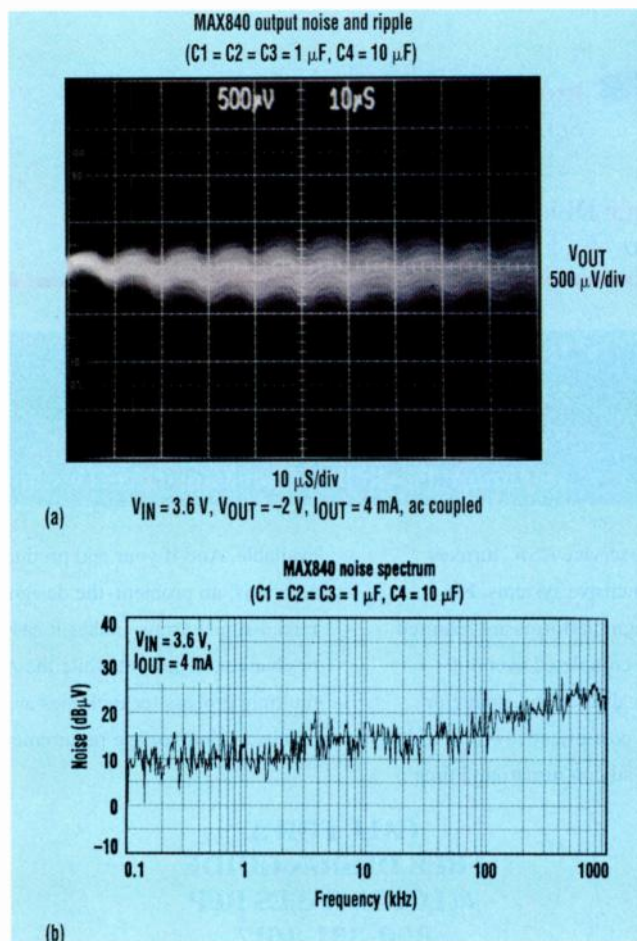 MAX840 output noise and ripple
(C1 = C2 = C3 = 1 µF, C4 = 10 µF)
500µV 10µS
VOUT
500 µV/div
10 µS/div
(a)
VIN = 3.6 V, VOUT = –2 V, IOUT = 4 mA, ac coupled
MAX840 noise spectrum
(C1 = C2 = C3 = 1 µF, C4 = 10 µF)
40
VIN = 3.6 V,
IOUT = 4 mA
30
20
10
0
–10
Noise (dBµV)
0.1 1 10 100 1000
Frequency (kHz)
(b)